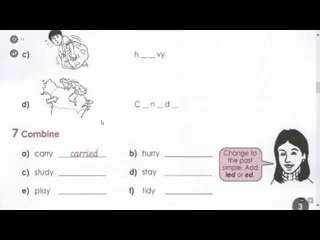 c) h _ _ vy
d) C _ n _ d _
7 Combine
a) carry carried b) hurry
c) study d) stay
e) play f) tidy
Change to
the past
simple. Add
ied or ed.
3